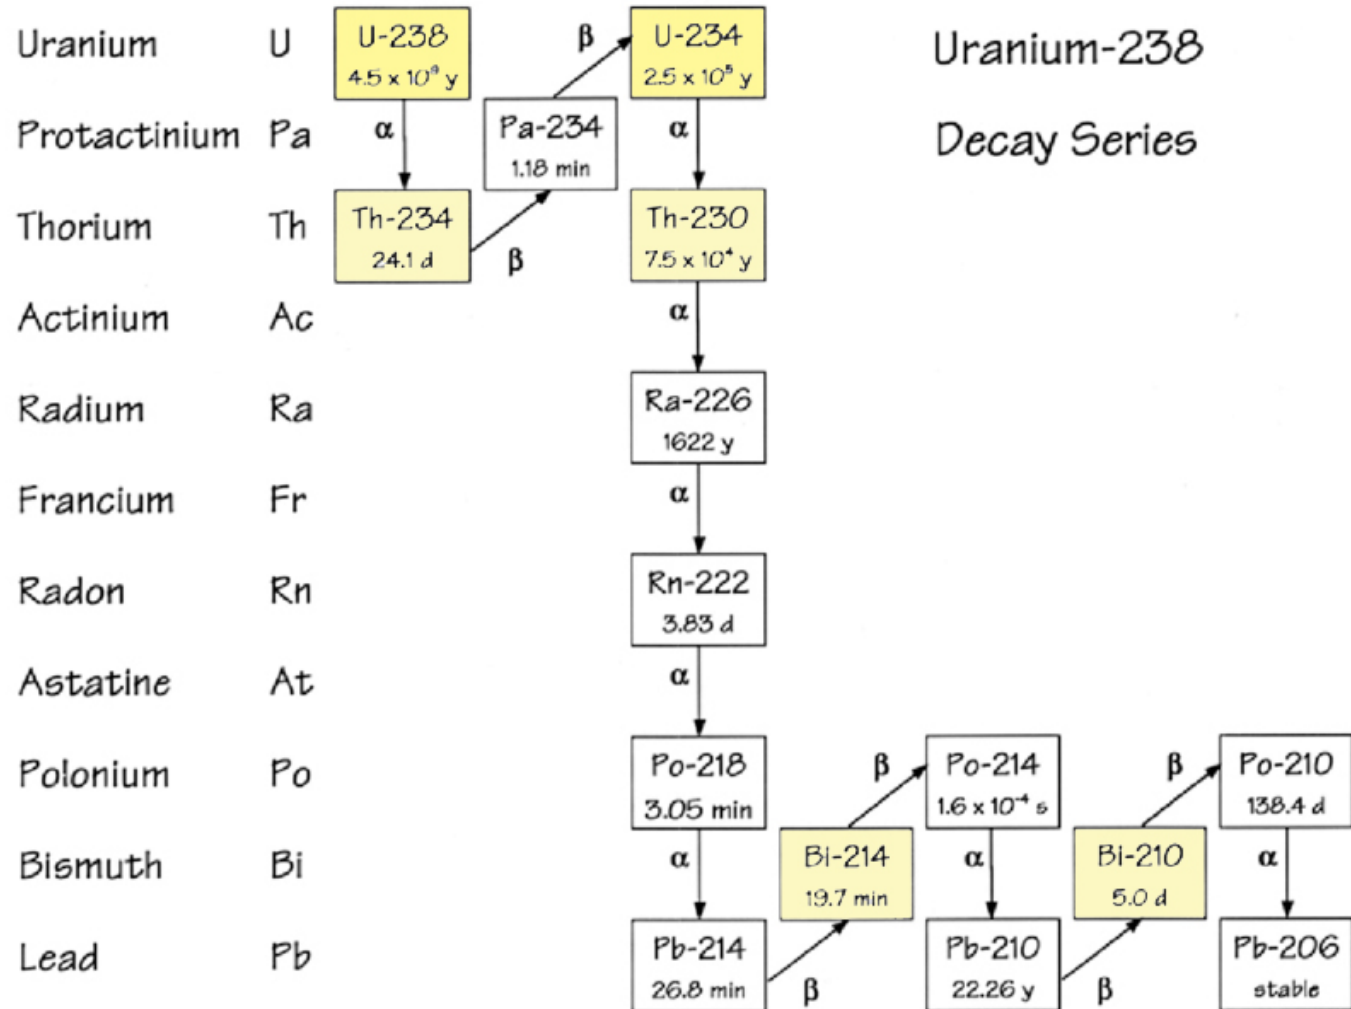 Uranium U U-238 β U-234 Uranium-238
4.5 x 10⁹ y 2.5 x 10⁵ y
Protactinium Pa α Pa-234 α Decay Series
1.18 min
Thorium Th Th-234 Th-230
24.1 d β 7.5 x 10⁴ y
Actinium Ac α
Radium Ra Ra-226
1622 y
Francium Fr α
Radon Rn Rn-222
3.83 d
Astatine At α
Polonium Po Po-218 β Po-214 β Po-210
3.05 min 1.6 x 10⁻⁴ s 138.4 d
Bismuth Bi α Bi-214 α Bi-210 α
19.7 min 5.0 d
Lead Pb Pb-214 Pb-210 Pb-206
26.8 min β 22.26 y β stable